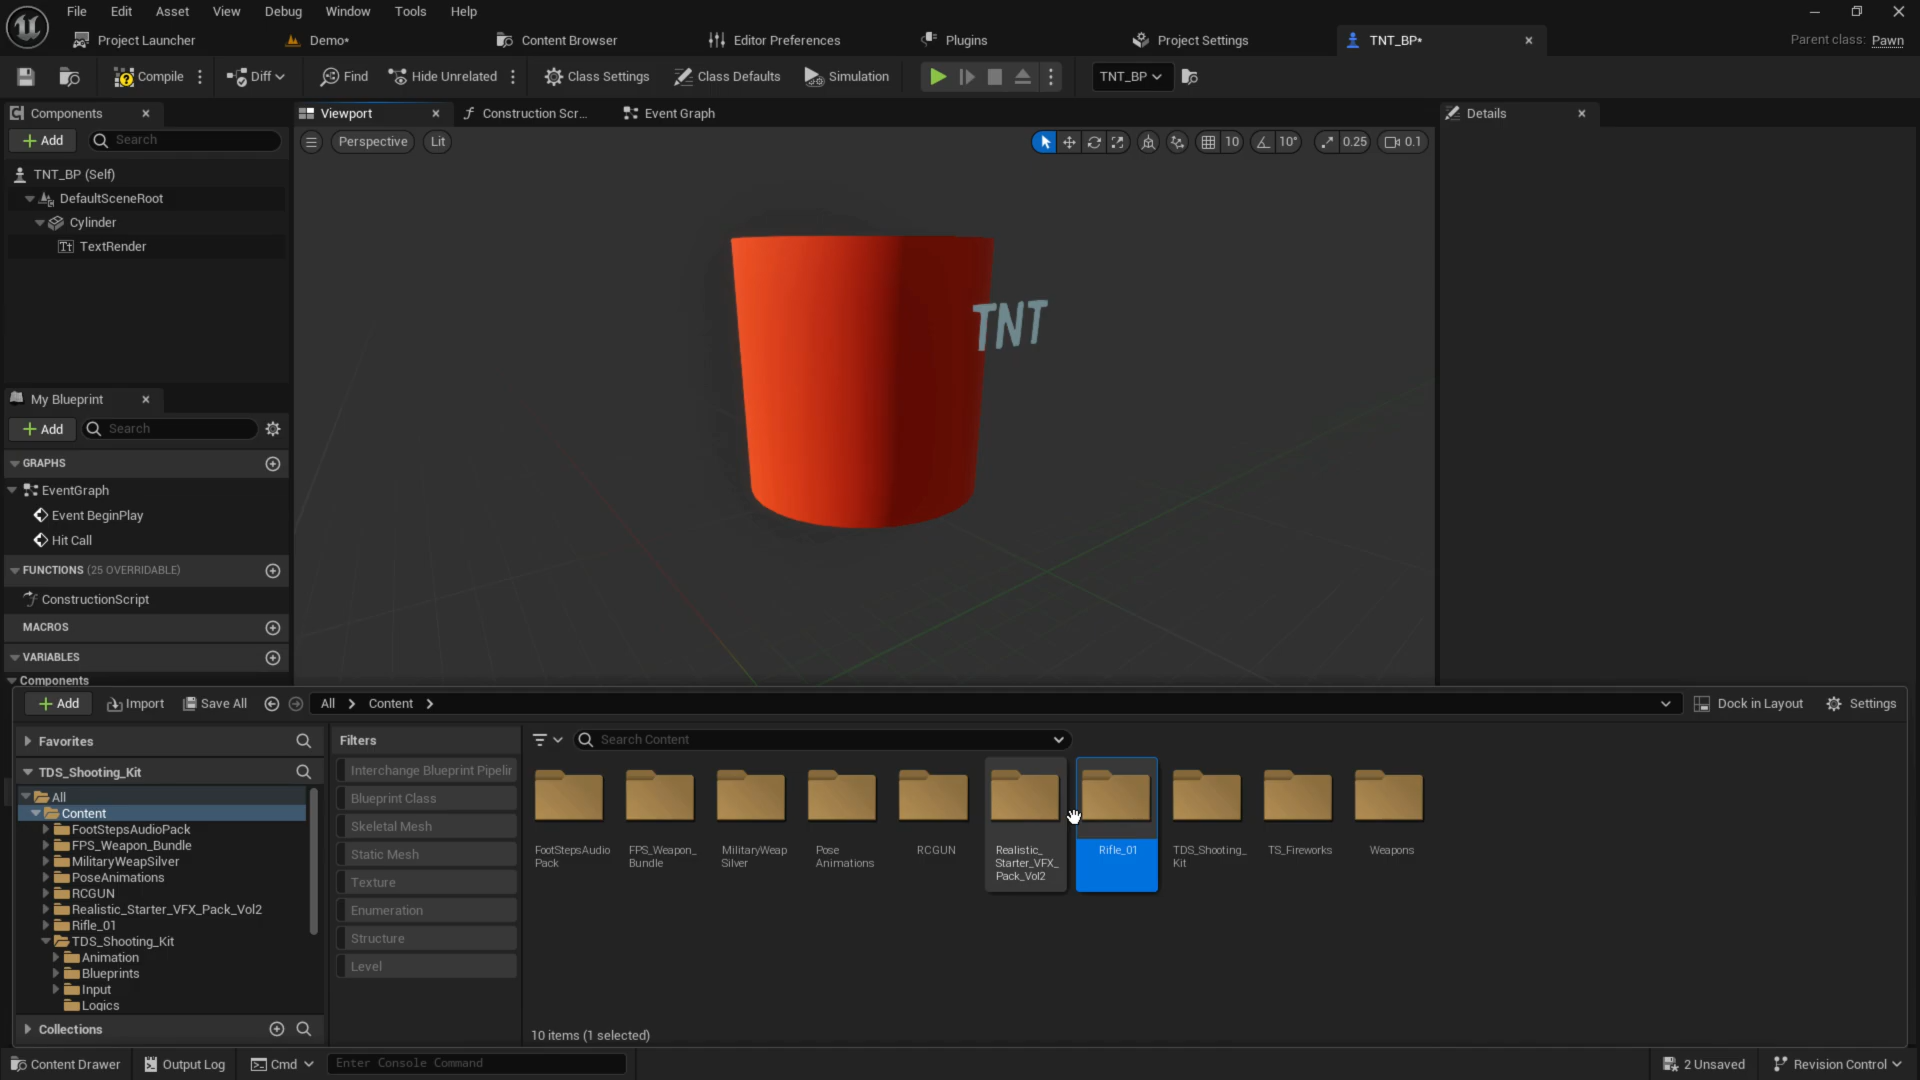 File Edit Asset View Debug Window Tools Help
Project Launcher Demo* Content Browser Editor Preferences Plugins Project Settings TNT_BP* Parent class: Pawn
Compile Diff Find Hide Unrelated Class Settings Class Defaults Simulation TNT_BP
Components Viewport Construction Scr... Event Graph Details
Add Search Perspective Lit 10 10° 0.25 0.1
TNT_BP (Self)
DefaultSceneRoot
Cylinder
TextRender
TNT
My Blueprint
Add Search
GRAPHS
EventGraph
Event BeginPlay
Hit Call
FUNCTIONS (25 OVERRIDABLE)
ConstructionScript
MACROS
VARIABLES
Components
Add Import Save All All Content Dock in Layout Settings
Favorites Filters Search Content
TDS_Shooting_Kit
All
Content
FootStepsAudioPack
FPS_Weapon_Bundle
MilitaryWeapSilver
PoseAnimations
RCGUN
Realistic_Starter_VFX_Pack_Vol2
Rifle_01
TDS_Shooting_Kit
Animation
Blueprints
Input
Logics
Collections
Interchange Blueprint Pipelir
Blueprint Class
Skeletal Mesh
Static Mesh
Texture
Enumeration
Structure
Level
FootStepsAudio
Pack
FPS_Weapon_
Bundle
MilitaryWeap
Silver
Pose
Animations
RCGUN
Realistic_
Starter_VFX_
Pack_Vol2
Rifle_01
TDS_Shooting_
Kit
TS_Fireworks
Weapons
10 items (1 selected)
Content Drawer Output Log Cmd Enter Console Command 2 Unsaved Revision Control